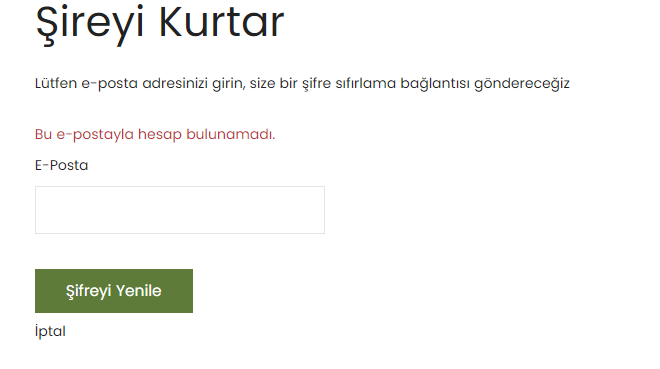 Şireyi Kurtar
Lütfen e-posta adresinizi girin, size bir şifre sıfırlama bağlantısı göndereceğiz
Bu e-postayla hesap bulunamadı.
E-Posta
Şifreyi Yenile
İptal